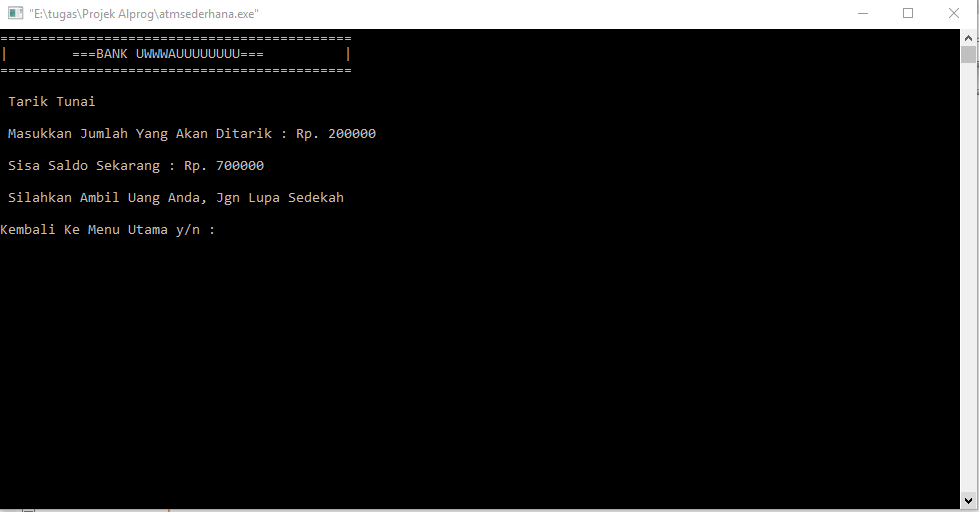 "E:\tugas\Projek Alprog\atmsederhana.exe"
============================================
|        ===BANK UWWWAUUUUUUUU===          |
============================================
Tarik Tunai
Masukkan Jumlah Yang Akan Ditarik : Rp. 200000
Sisa Saldo Sekarang : Rp. 700000
Silahkan Ambil Uang Anda, Jgn Lupa Sedekah
Kembali Ke Menu Utama y/n :